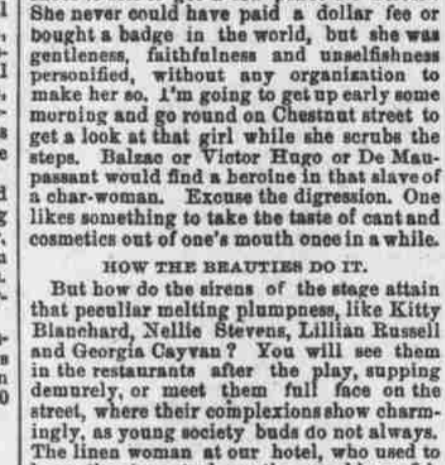 She never could have paid a dollar fee or
bought a badge in the world, but she was
gentleness, faithfulness and unselfishness
personified, without any organization to
make her so. I'm going to get up early some
morning and go round on Chestnut street to
get a look at that girl while she scrubs the
steps. Balzac or Victor Hugo or De Mau-
passant would find a heroine in that slave of
a char-woman. Excuse the digression. One
likes something to take the taste of cant and
cosmetics out of one's mouth once in a while.
HOW THE BEAUTIES DO IT.
But how do the sirens of the stage attain
that peculiar melting plumpness, like Kitty
Blanchard, Nellie Stevens, Lillian Russell
and Georgia Cayvan? You will see them
in the restaurants after the play, supping
demurely, or meet them full face on the
street, where their complexions show charm-
ingly, as young society buds do not always.
The linen woman at our hotel, who used to